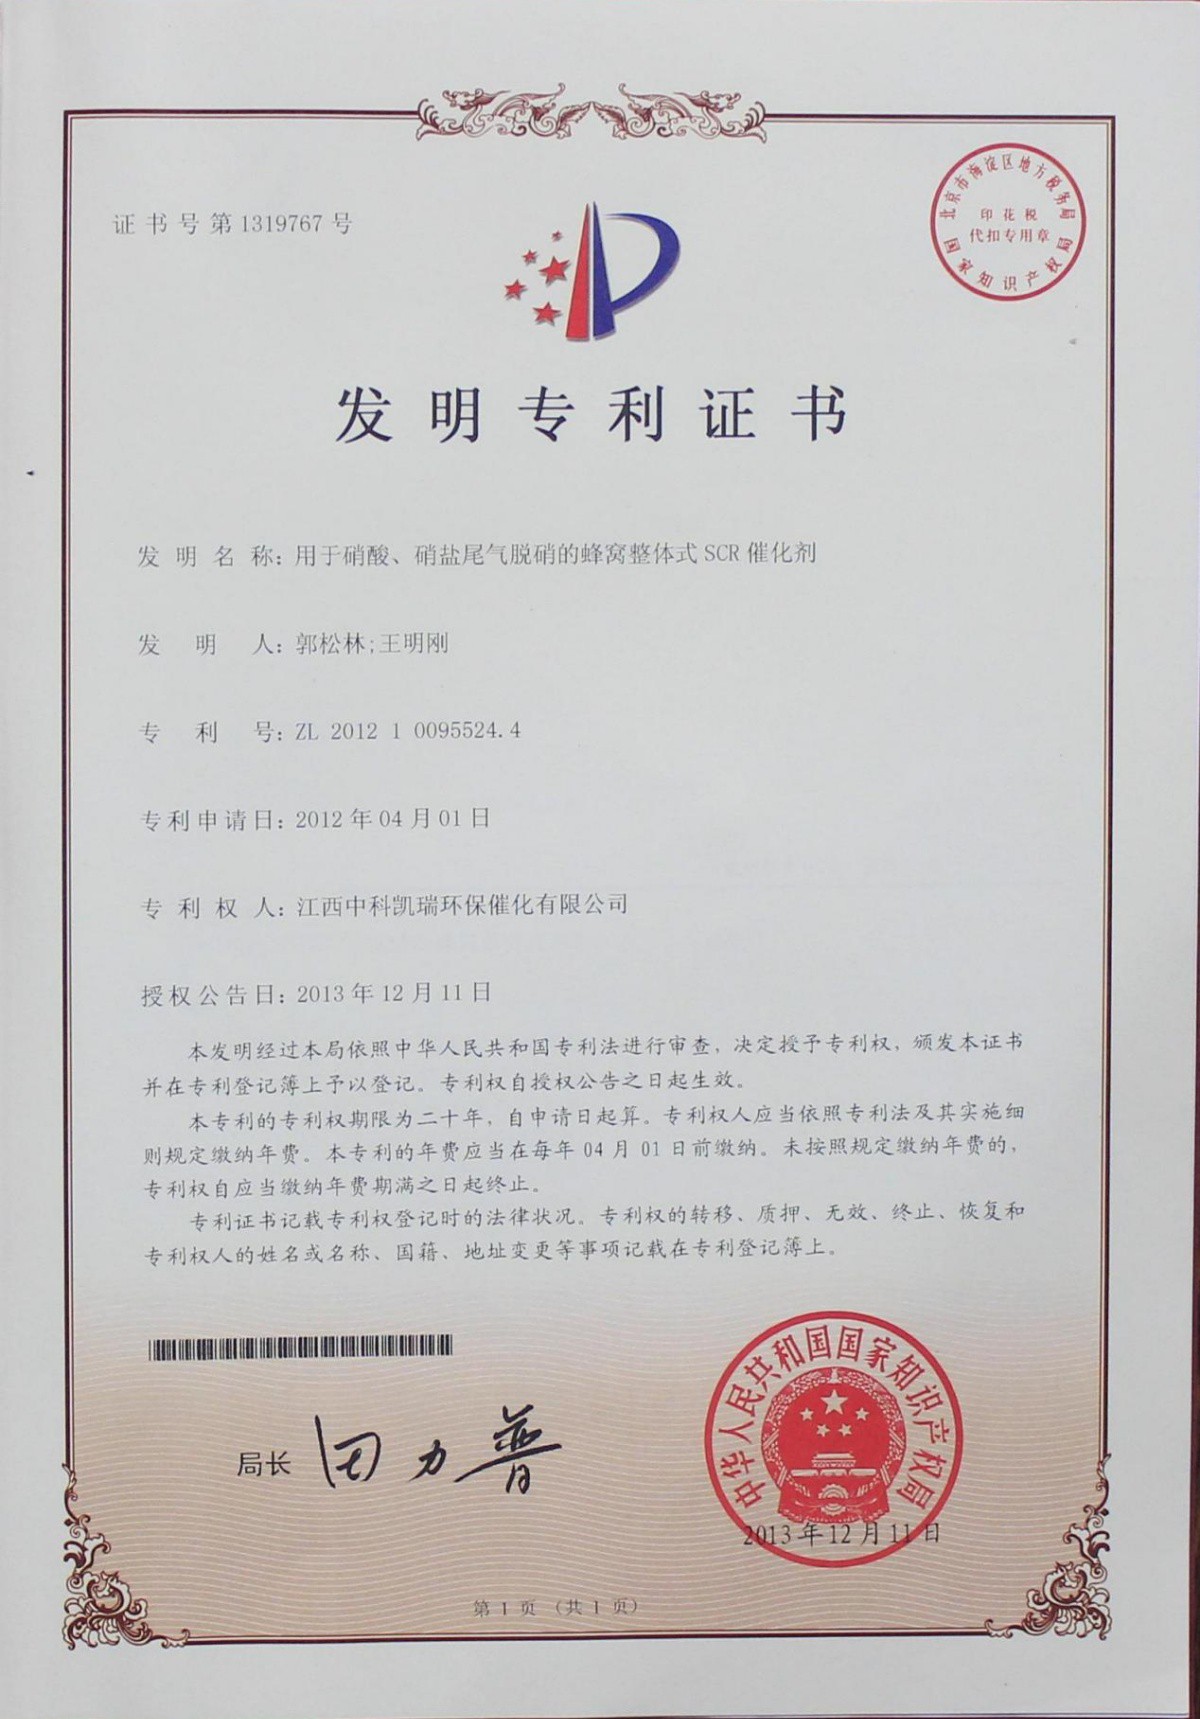 证书号第1319767号
北京市海淀区地方税务局
印花税
代扣专用章
国家知识产权局
发明专利证书
发明名称：用于硝酸、硝盐尾气脱硝的蜂窝整体式SCR催化剂
发明人：郭松林;王明刚
专利号：ZL 2012 1 0095524.4
专利申请日：2012年04月01日
专利权人：江西中科凯瑞环保催化有限公司
授权公告日：2013年12月11日
本发明经过本局依照中华人民共和国专利法进行审查，决定授予专利权，颁发本证书
并在专利登记簿上予以登记。专利权自授权公告之日起生效。
本专利的专利权期限为二十年，自申请日起算。专利权人应当依照专利法及其实施细
则规定缴纳年费。本专利的年费应当在每年04月01日前缴纳。未按照规定缴纳年费的，
专利权自应当缴纳年费期满之日起终止。
专利证书记载专利权登记时的法律状况。专利权的转移、质押、无效、终止、恢复和
专利权人的姓名或名称、国籍、地址变更等事项记载在专利登记簿上。
局长 田力普
中华人民共和国国家知识产权局
2013年12月11日
第1页（共1页）